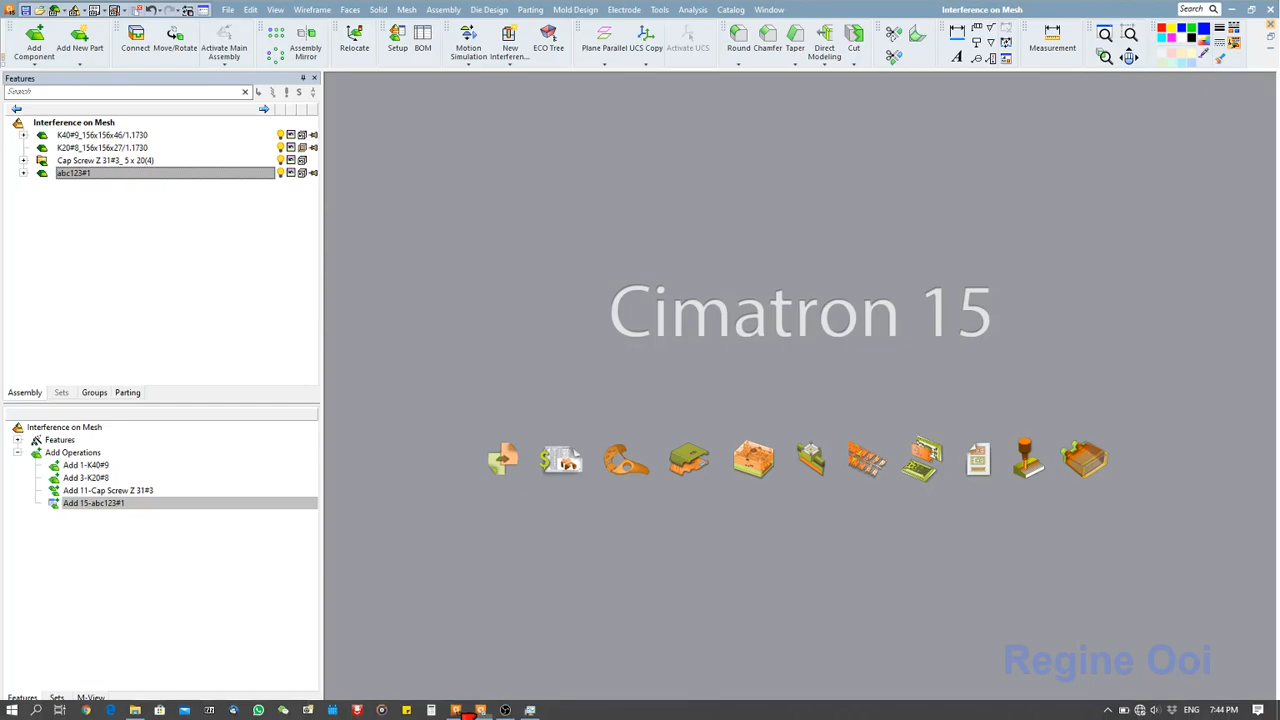 File Edit View Wireframe Faces Solid Mesh Assembly Die Design Parting Mold Design Electrode Tools Analysis Catalog Window
Interference on Mesh
Search
Add Component
Add New Part
Connect
Move/Rotate
Activate Main Assembly
Assembly Mirror
Relocate
Setup
BOM
Motion Simulation
New Interferen...
ECO Tree
Plane Parallel
UCS Copy
Activate UCS
Round
Chamfer
Taper
Direct Modeling
Cut
Measurement
Features
Search
Interference on Mesh
K40#9_156x156x46/1.1730
K20#8_156x156x27/1.1730
Cap Screw Z 31#3_ 5 x 20(4)
abc123#1
Assembly Sets Groups Parting
Interference on Mesh
Features
Add Operations
Add 1-K40#9
Add 3-K20#8
Add 11-Cap Screw Z 31#3
Add 15-abc123#1
Features Sets M-View
Cimatron 15
Regine Ooi
7:44 PM